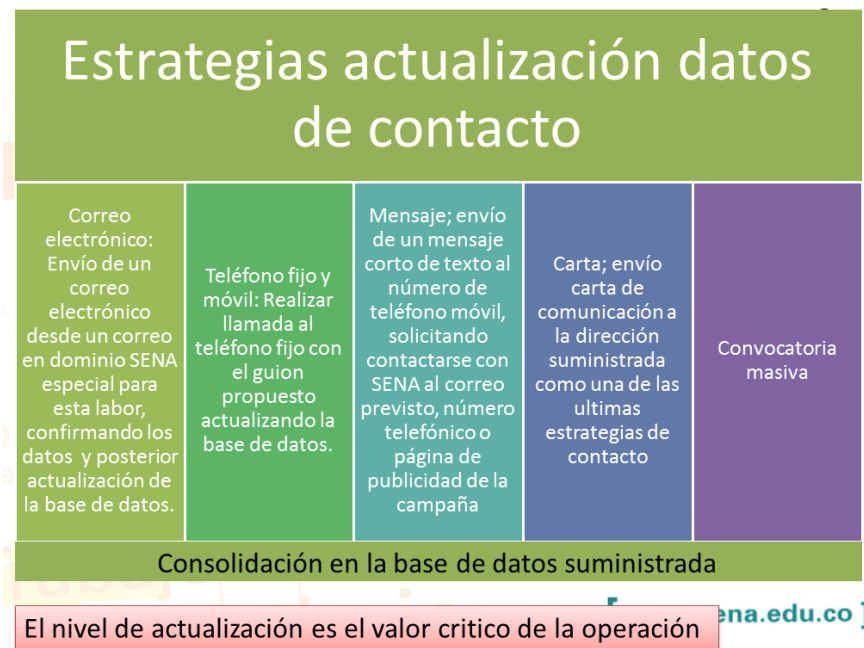 Estrategias actualización datos
de contacto
Correo
electrónico:
Envío de un
correo
electrónico
desde un correo
en dominio SENA
especial para
esta labor,
confirmando los
datos y posterior
actualización de
la base de datos.
Teléfono fijo y
móvil: Realizar
llamada al
teléfono fijo con
el guion
propuesto
actualizando la
base de datos.
Mensaje; envío
de un mensaje
corto de texto al
número de
teléfono móvil,
solicitando
contactarse con
SENA al correo
previsto, número
telefónico o
página de
publicidad de la
campaña
Carta; envío
carta de
comunicación a
la dirección
suministrada
como una de las
ultimas
estrategias de
contacto
Convocatoria
masiva
Consolidación en la base de datos suministrada
El nivel de actualización es el valor critico de la operación
ena.edu.co ]